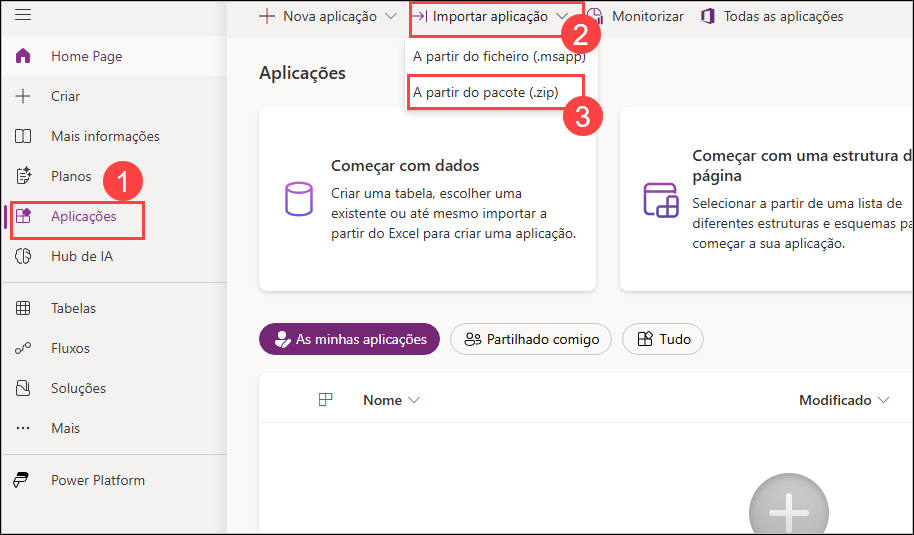 Nova aplicação
Importar aplicação
Monitorizar
Todas as aplicações
2
A partir do ficheiro (.msapp)
A partir do pacote (.zip)
3
Home Page
Criar
Mais informações
Planos
1
Aplicações
Hub de IA
Tabelas
Fluxos
Soluções
Mais
Power Platform
Aplicações
Começar com dados
Criar uma tabela, escolher uma
existente ou até mesmo importar a
partir do Excel para criar uma aplicação.
Começar com uma estrutura d
página
Selecionar a partir de uma lista de
diferentes estruturas e esquemas pa
começar a sua aplicação.
As minhas aplicações
Partilhado comigo
Tudo
Nome
Modificado